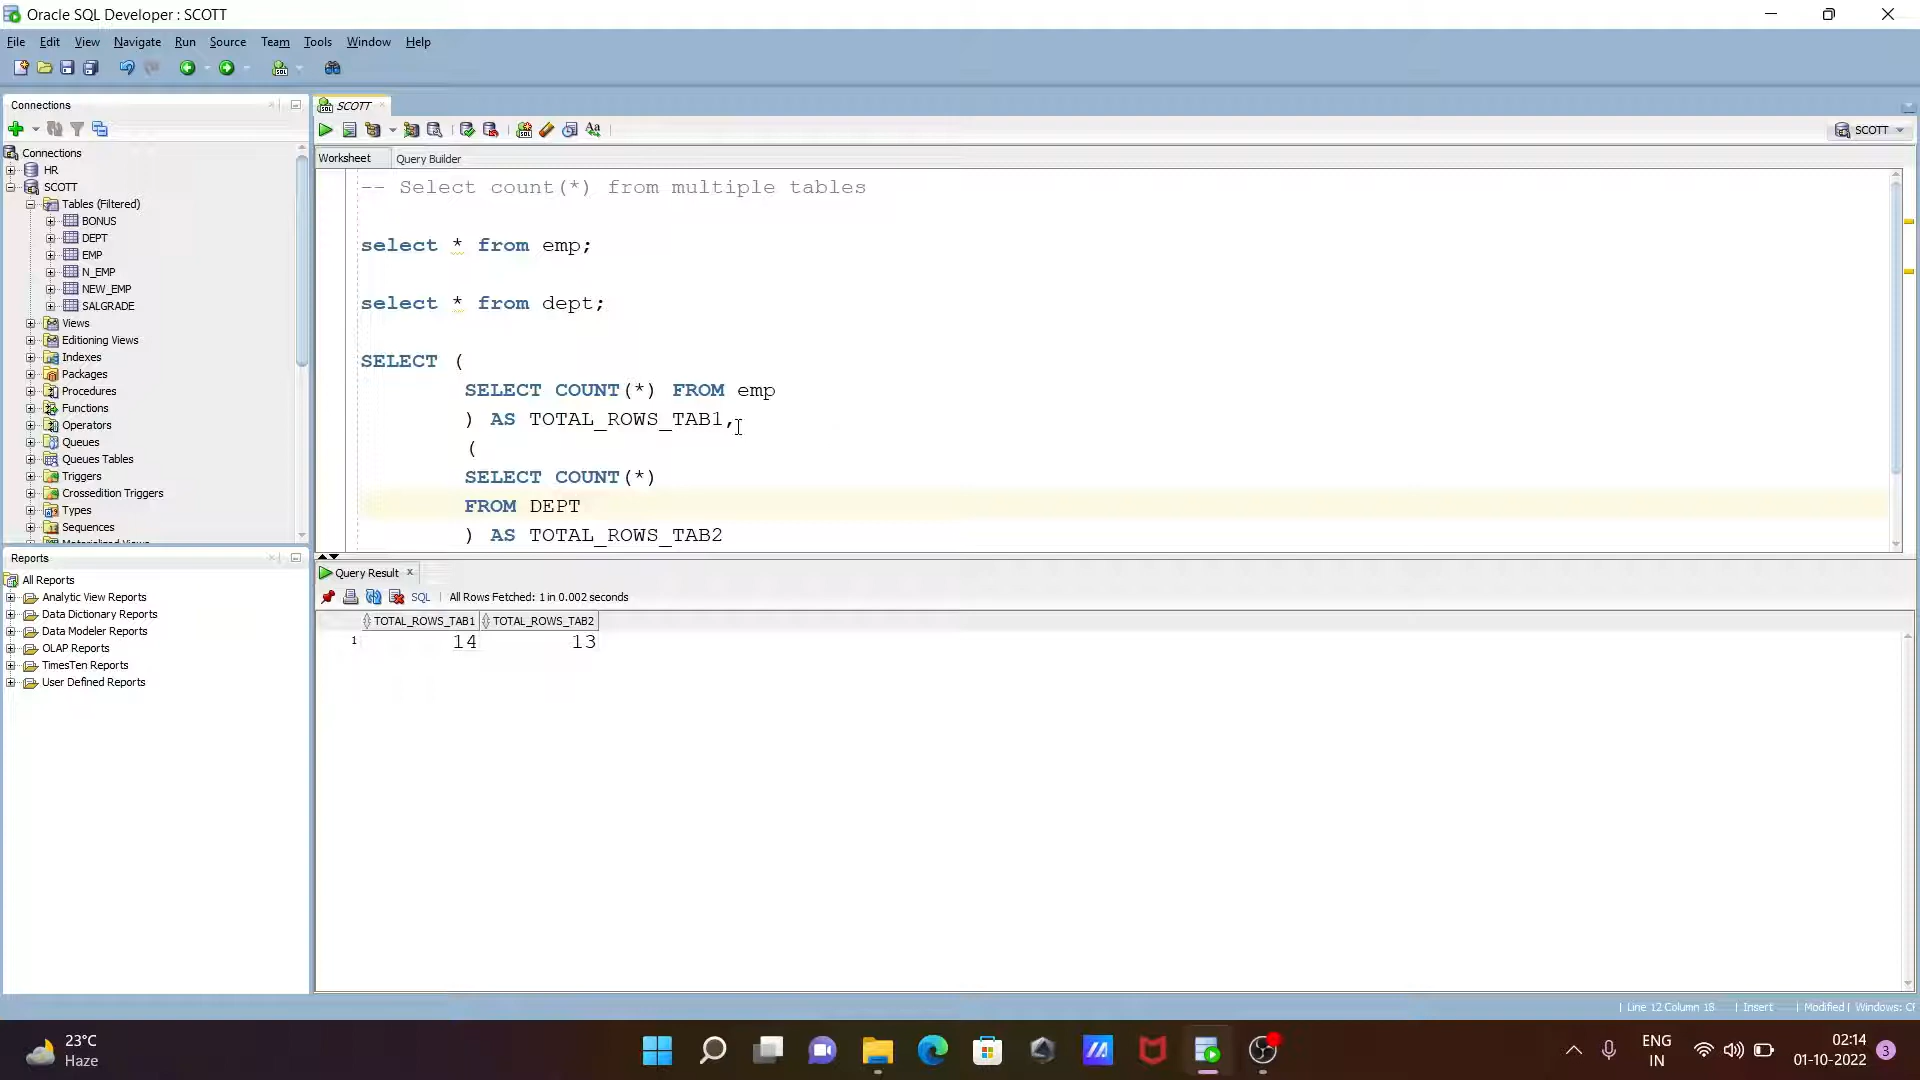 Oracle SQL Developer : SCOTT
File Edit View Navigate Run Source Team Tools Window Help
Connections
Connections
HR
SCOTT
Tables (Filtered)
BONUS
DEPT
EMP
N_EMP
NEW_EMP
SALGRADE
Views
Editioning Views
Indexes
Packages
Procedures
Functions
Operators
Queues
Queues Tables
Triggers
Crossedition Triggers
Types
Sequences
Reports
All Reports
Analytic View Reports
Data Dictionary Reports
Data Modeler Reports
OLAP Reports
TimesTen Reports
User Defined Reports
SCOTT
SCOTT
Worksheet Query Builder
-- Select count(*) from multiple tables
select * from emp;
select * from dept;
SELECT (
SELECT COUNT(*) FROM emp
) AS TOTAL_ROWS_TAB1,
(
SELECT COUNT(*)
FROM DEPT
) AS TOTAL_ROWS_TAB2
Query Result
SQL All Rows Fetched: 1 in 0.002 seconds
TOTAL_ROWS_TAB1 TOTAL_ROWS_TAB2
1 14 13
Line 12 Column 18 Insert Modified Windows: C
23°C
Haze
ENG
IN
02:14
01-10-2022
3